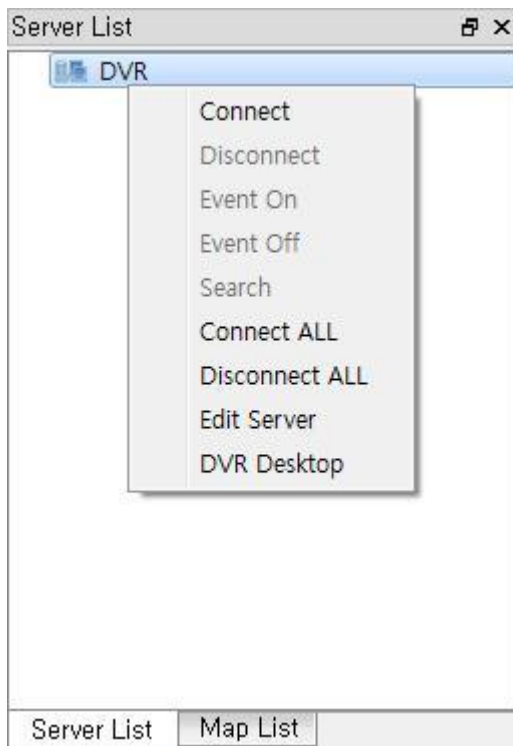 Server List
DVR
Connect
Disconnect
Event On
Event Off
Search
Connect ALL
Disconnect ALL
Edit Server
DVR Desktop
Server List
Map List